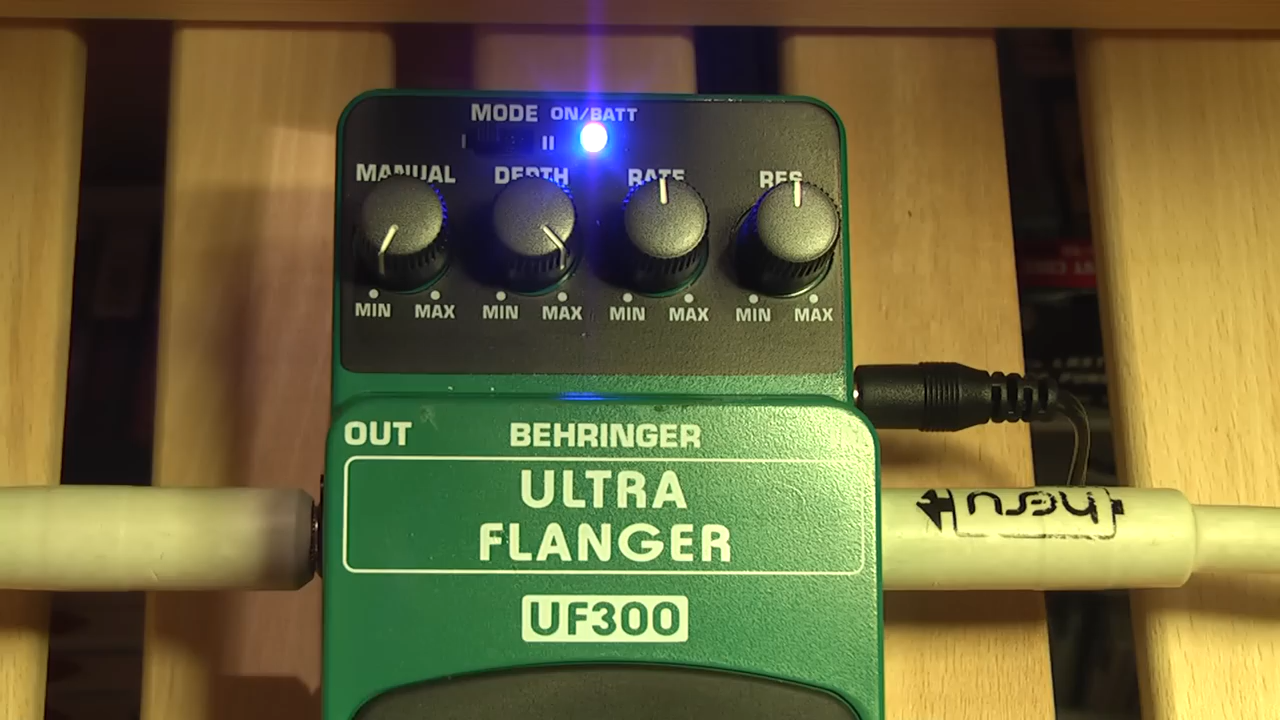 MODE ON/BATT
I II
MANUAL DEPTH RATE RES
MIN MAX MIN MAX MIN MAX MIN MAX
OUT BEHRINGER
ULTRA
FLANGER
UF300